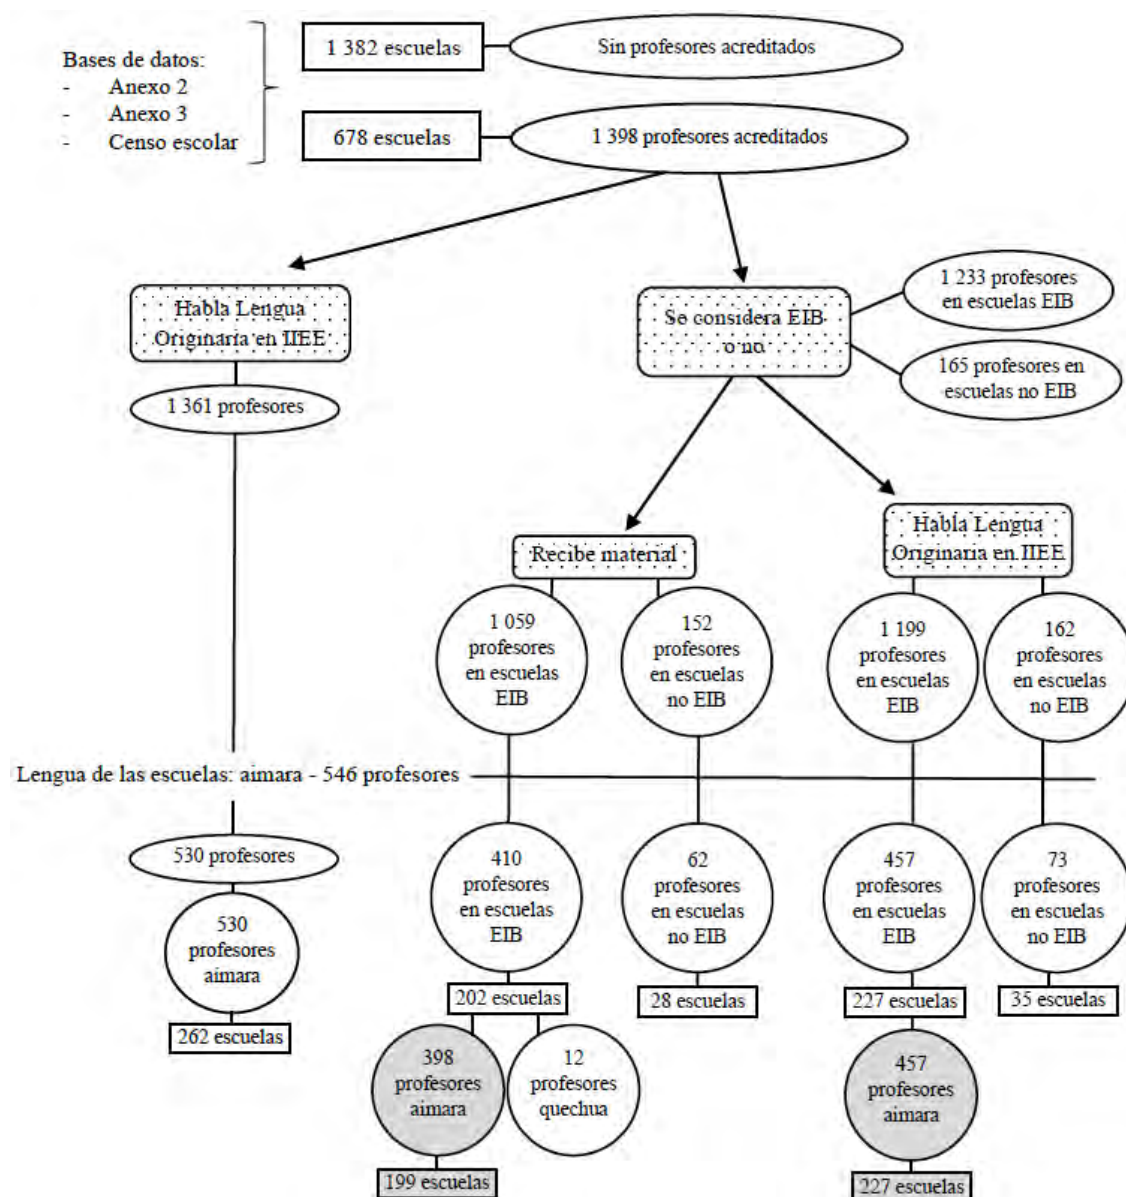 Bases de datos:
- Anexo 2
- Anexo 3
- Censo escolar
1 382 escuelas
Sin profesores acreditados
678 escuelas
1 398 profesores acreditados
Habla Lengua
Originaria en IIEE
1 361 profesores
Se considera EIB
o no
1 233 profesores
en escuelas EIB
165 profesores en
escuelas no EIB
Recibe material
Habla Lengua
Originaria en IIEE
1 059
profesores
en escuelas
EIB
152
profesores
en escuelas
no EIB
1 199
profesores
en escuelas
EIB
162
profesores
en escuelas
no EIB
Lengua de las escuelas: aimara - 546 profesores
530 profesores
530
profesores
aimara
262 escuelas
410
profesores
en escuelas
EIB
202 escuelas
398
profesores
aimara
199 escuelas
12
profesores
quechua
62
profesores
en escuelas
no EIB
28 escuelas
457
profesores
en escuelas
EIB
227 escuelas
457
profesores
aimara
227 escuelas
73
profesores
en escuelas
no EIB
35 escuelas